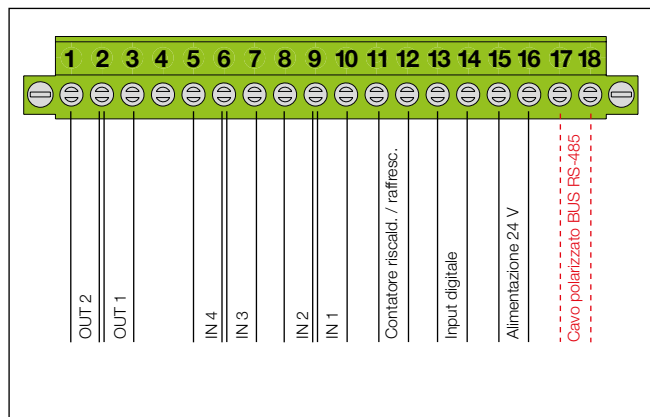 1 2 3 4 5 6 7 8 9 10 11 12 13 14 15 16 17 18
OUT 2
OUT 1
IN 4
IN 3
IN 2
IN 1
Contatore riscald. / raffresc.
Input digitale
Alimentazione 24 V
Cavo polarizzato BUS RS-485